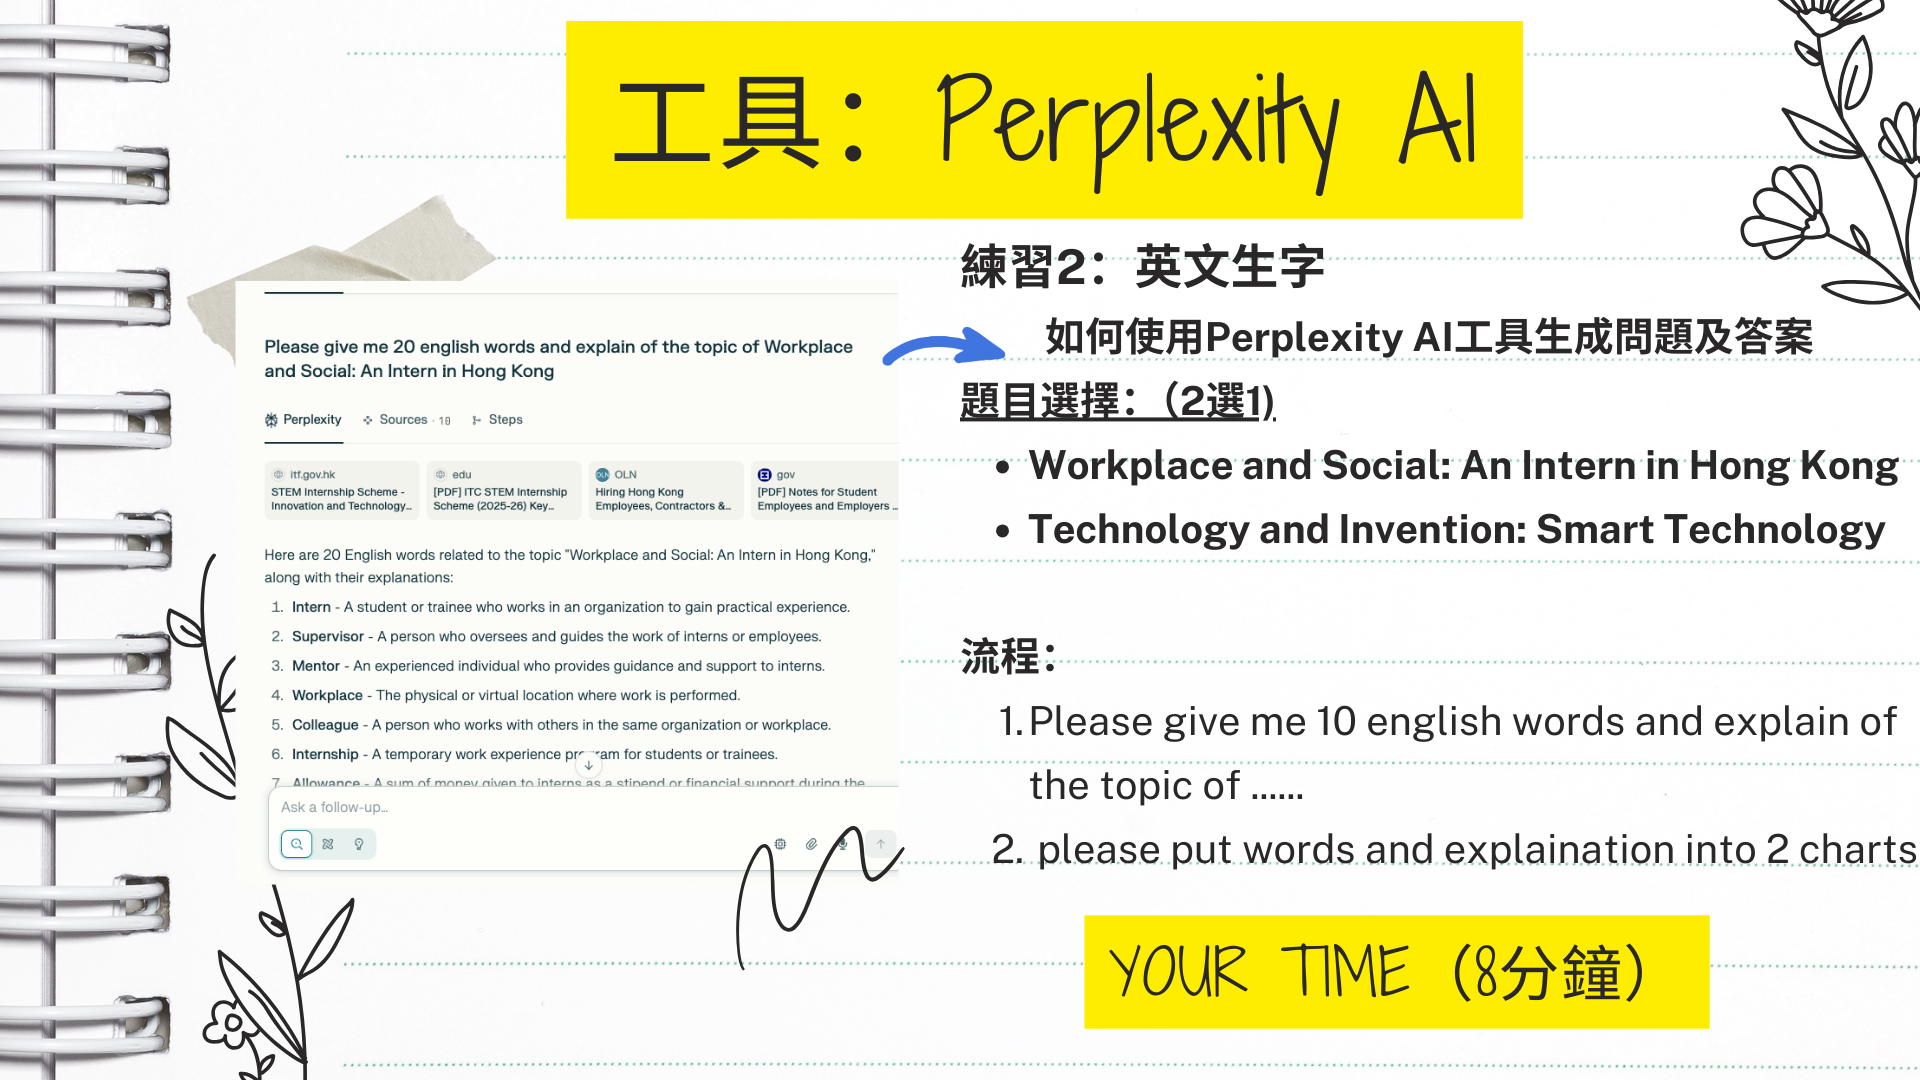 工具：Perplexity AI
Please give me 20 english words and explain of the topic of Workplace
and Social: An Intern in Hong Kong
Perplexity
Sources · 10
Steps
itf.gov.hk
STEM Internship Scheme -
Innovation and Technology...
edu
[PDF] ITC STEM Internship
Scheme (2025-26) Key...
OLN
Hiring Hong Kong
Employees, Contractors &...
gov
[PDF] Notes for Student
Employees and Employers ...
Here are 20 English words related to the topic "Workplace and Social: An Intern in Hong Kong,"
along with their explanations:
1. Intern - A student or trainee who works in an organization to gain practical experience.
2. Supervisor - A person who oversees and guides the work of interns or employees.
3. Mentor - An experienced individual who provides guidance and support to interns.
4. Workplace - The physical or virtual location where work is performed.
5. Colleague - A person who works with others in the same organization or workplace.
6. Internship - A temporary work experience program for students or trainees.
7. Allowance - A sum of money given to interns as a stipend or financial support during the
Ask a follow-up...
練習2：英文生字
如何使用Perplexity AI工具生成問題及答案
題目選擇：（2選1)
• Workplace and Social: An Intern in Hong Kong
• Technology and Invention: Smart Technology
流程：
1. Please give me 10 english words and explain of
the topic of ......
2. please put words and explaination into 2 charts
YOUR TIME（8分鐘）